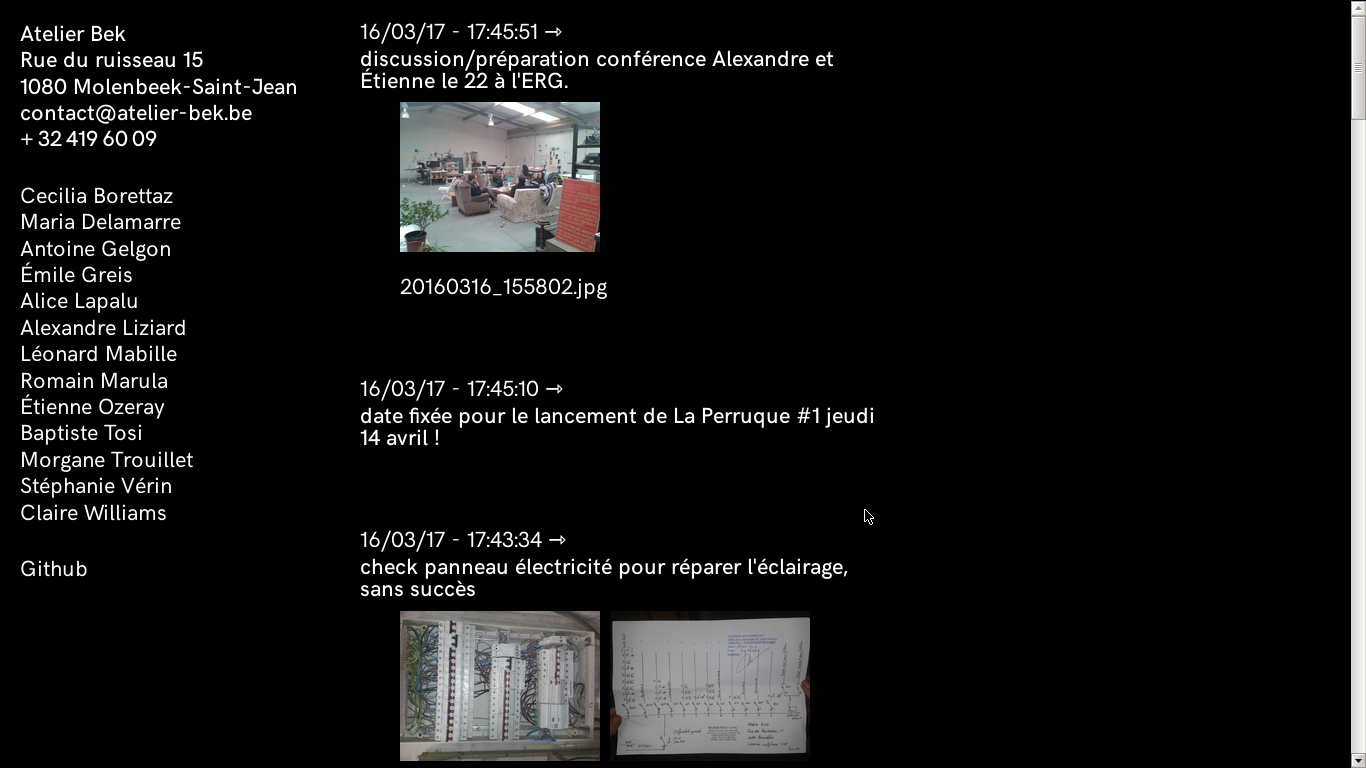 Atelier Bek
Rue du ruisseau 15
1080 Molenbeek-Saint-Jean
contact@atelier-bek.be
+ 32 419 60 09
Cecilia Borettaz
Maria Delamarre
Antoine Gelgon
Émile Greis
Alice Lapalu
Alexandre Liziard
Léonard Mabille
Romain Marula
Étienne Ozeray
Baptiste Tosi
Morgane Trouillet
Stéphanie Vérin
Claire Williams
Github
16/03/17 - 17:45:51 →
discussion/préparation conférence Alexandre et
Étienne le 22 à l'ERG.
20160316_155802.jpg
16/03/17 - 17:45:10 →
date fixée pour le lancement de La Perruque #1 jeudi
14 avril !
16/03/17 - 17:43:34 →
check panneau électricité pour réparer l'éclairage,
sans succès